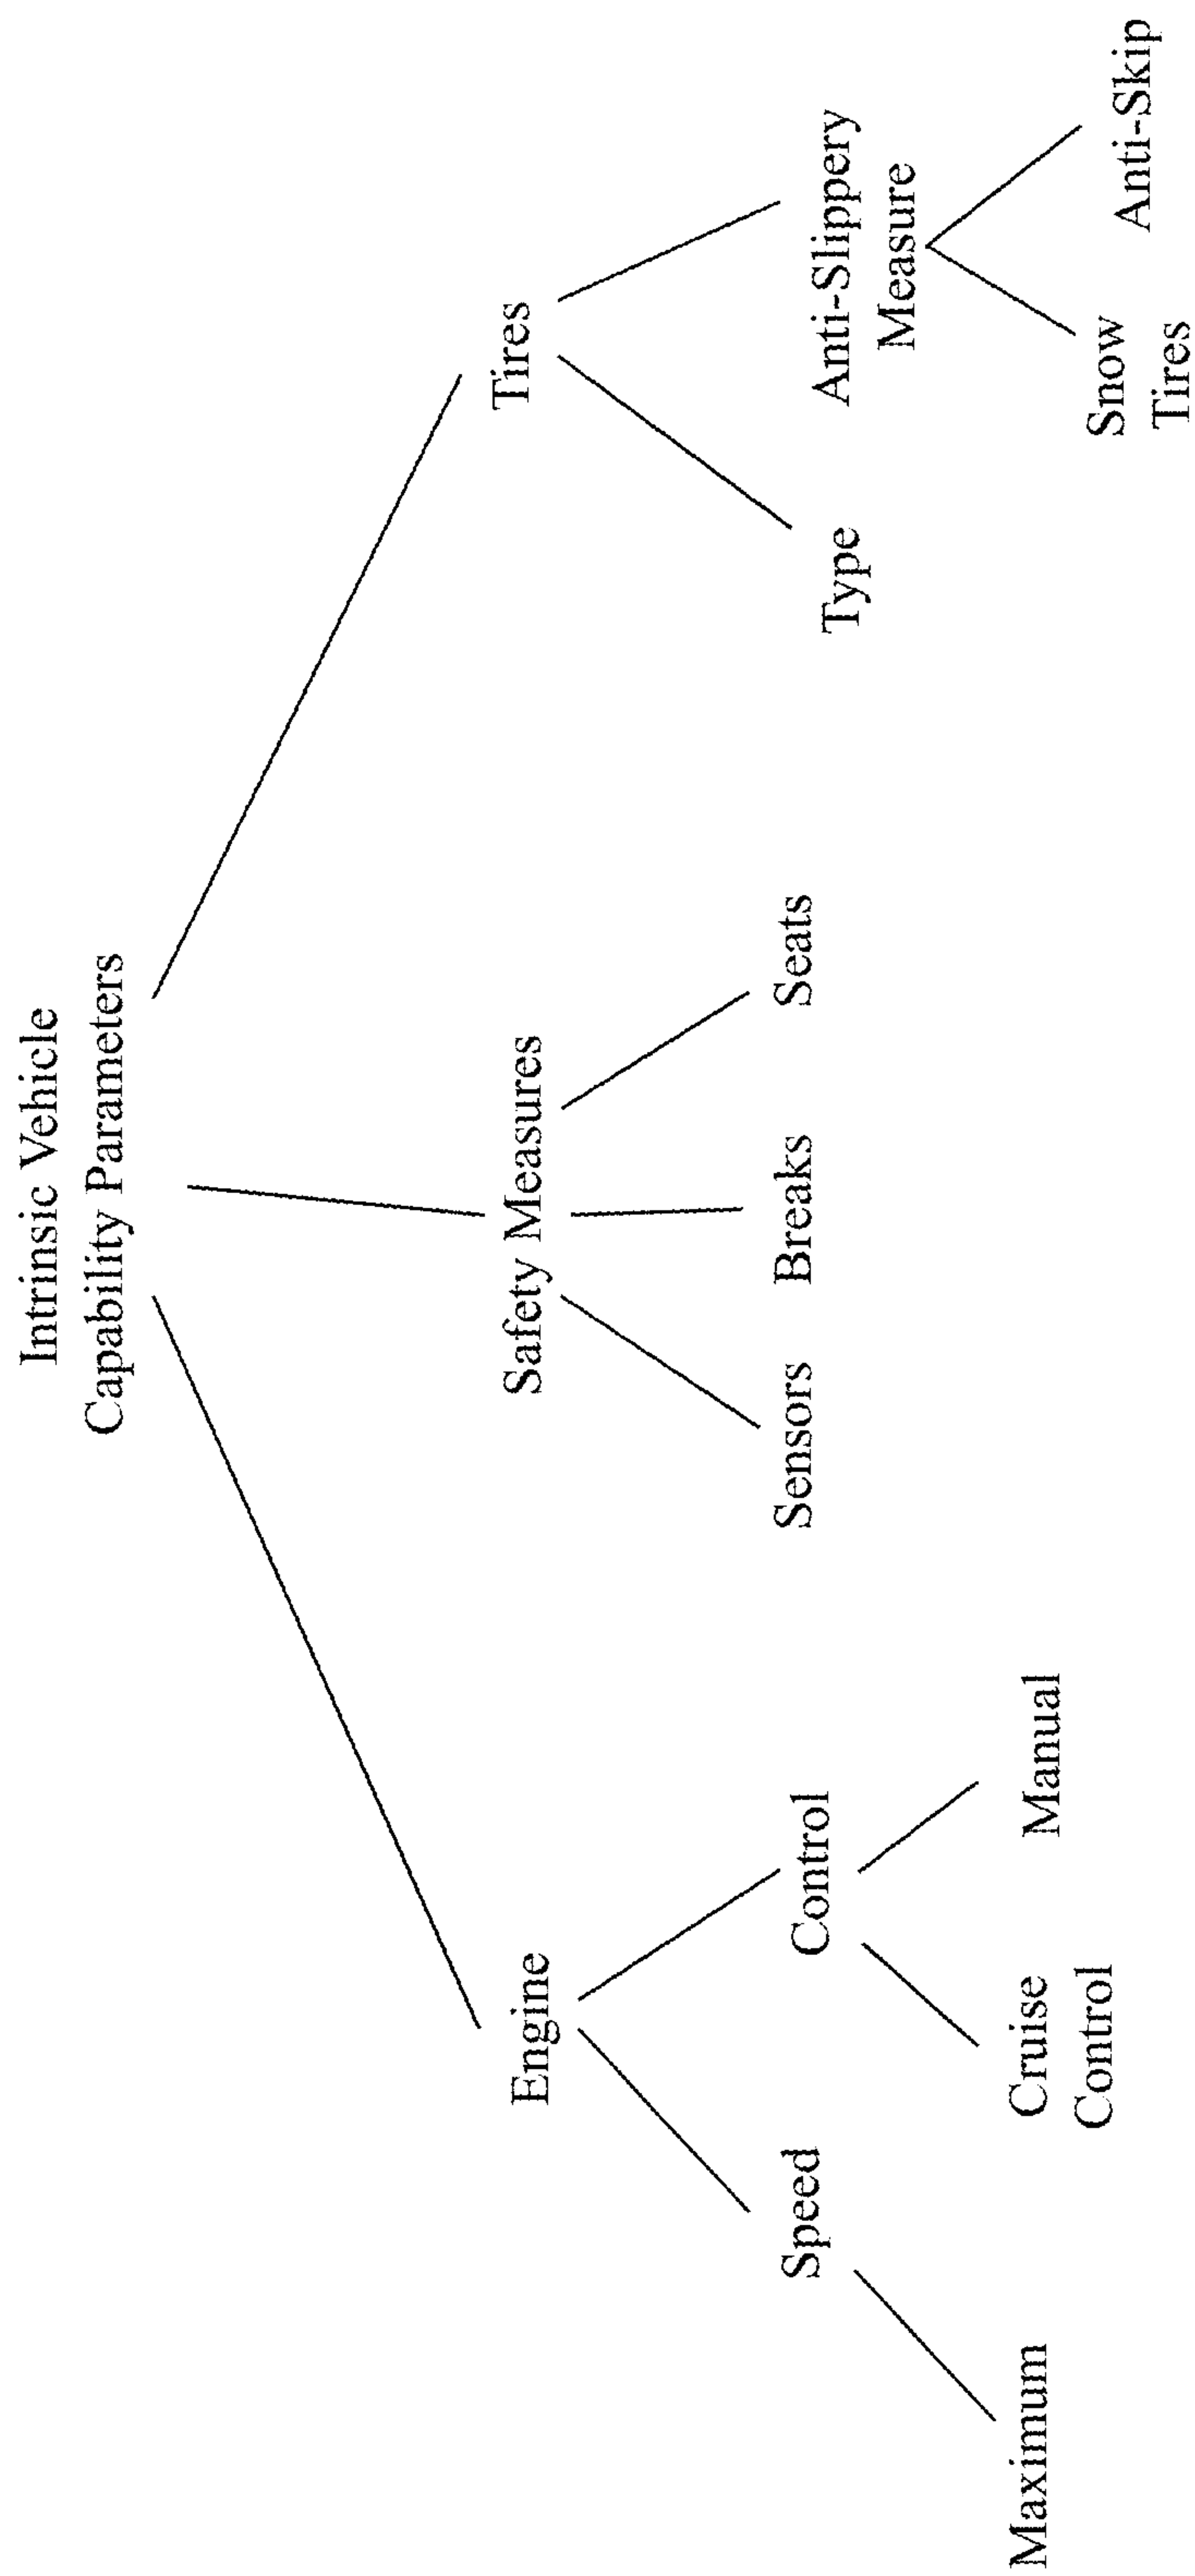 Intrinsic Vehicle
Capability Parameters
Engine
Safety Measures
Tires
Speed
Control
Sensors
Breaks
Seats
Type
Anti-Slippery
Measure
Maximum
Cruise
Control
Manual
Snow
Tires
Anti-Skip